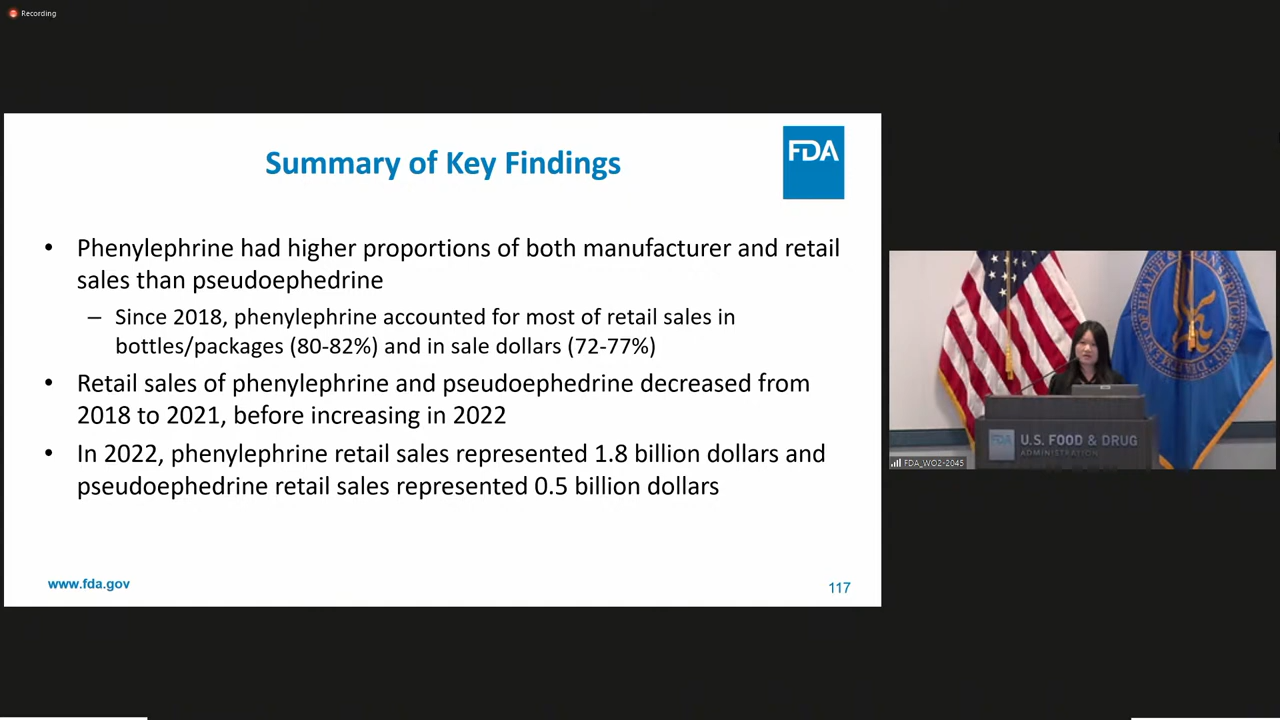 Recording
Summary of Key Findings
FDA
• Phenylephrine had higher proportions of both manufacturer and retail
sales than pseudoephedrine
– Since 2018, phenylephrine accounted for most of retail sales in
bottles/packages (80-82%) and in sale dollars (72-77%)
• Retail sales of phenylephrine and pseudoephedrine decreased from
2018 to 2021, before increasing in 2022
• In 2022, phenylephrine retail sales represented 1.8 billion dollars and
pseudoephedrine retail sales represented 0.5 billion dollars
www.fda.gov
117
FDA
U.S. FOOD & DRUG
ADMINISTRATION
FDA_WO2-2045